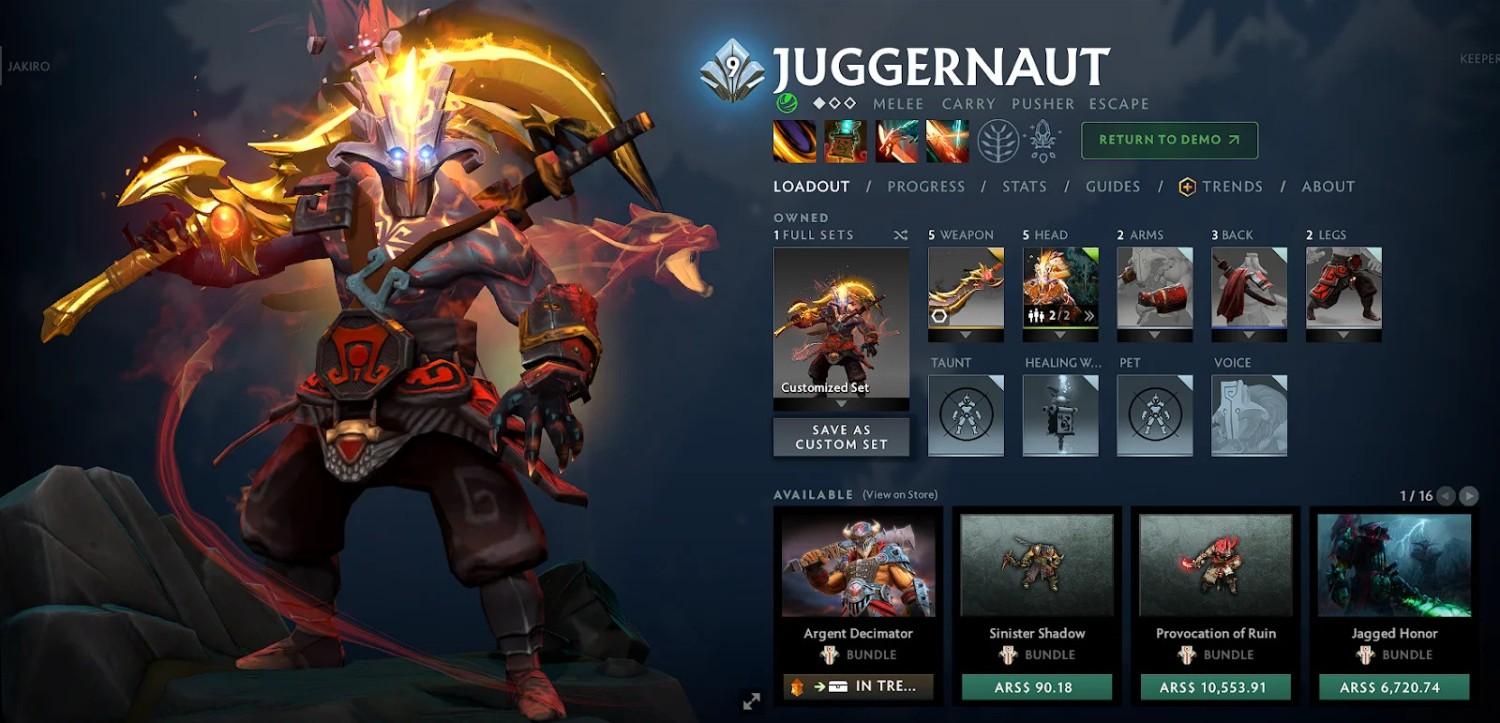 JAKIRO
9
JUGGERNAUT
KEEPER
MELEE CARRY PUSHER ESCAPE
RETURN TO DEMO
LOADOUT / PROGRESS / STATS / GUIDES / TRENDS / ABOUT
OWNED
1 FULL SETS
5 WEAPON
5 HEAD
2 ARMS
3 BACK
2 LEGS
2/2
Customized Set
SAVE AS
CUSTOM SET
TAUNT
HEALING W...
PET
VOICE
AVAILABLE (View on Store)
1 / 16
Argent Decimator
BUNDLE
IN TRE...
Sinister Shadow
BUNDLE
ARS$ 90.18
Provocation of Ruin
BUNDLE
ARS$ 10,553.91
Jagged Honor
BUNDLE
ARS$ 6,720.74